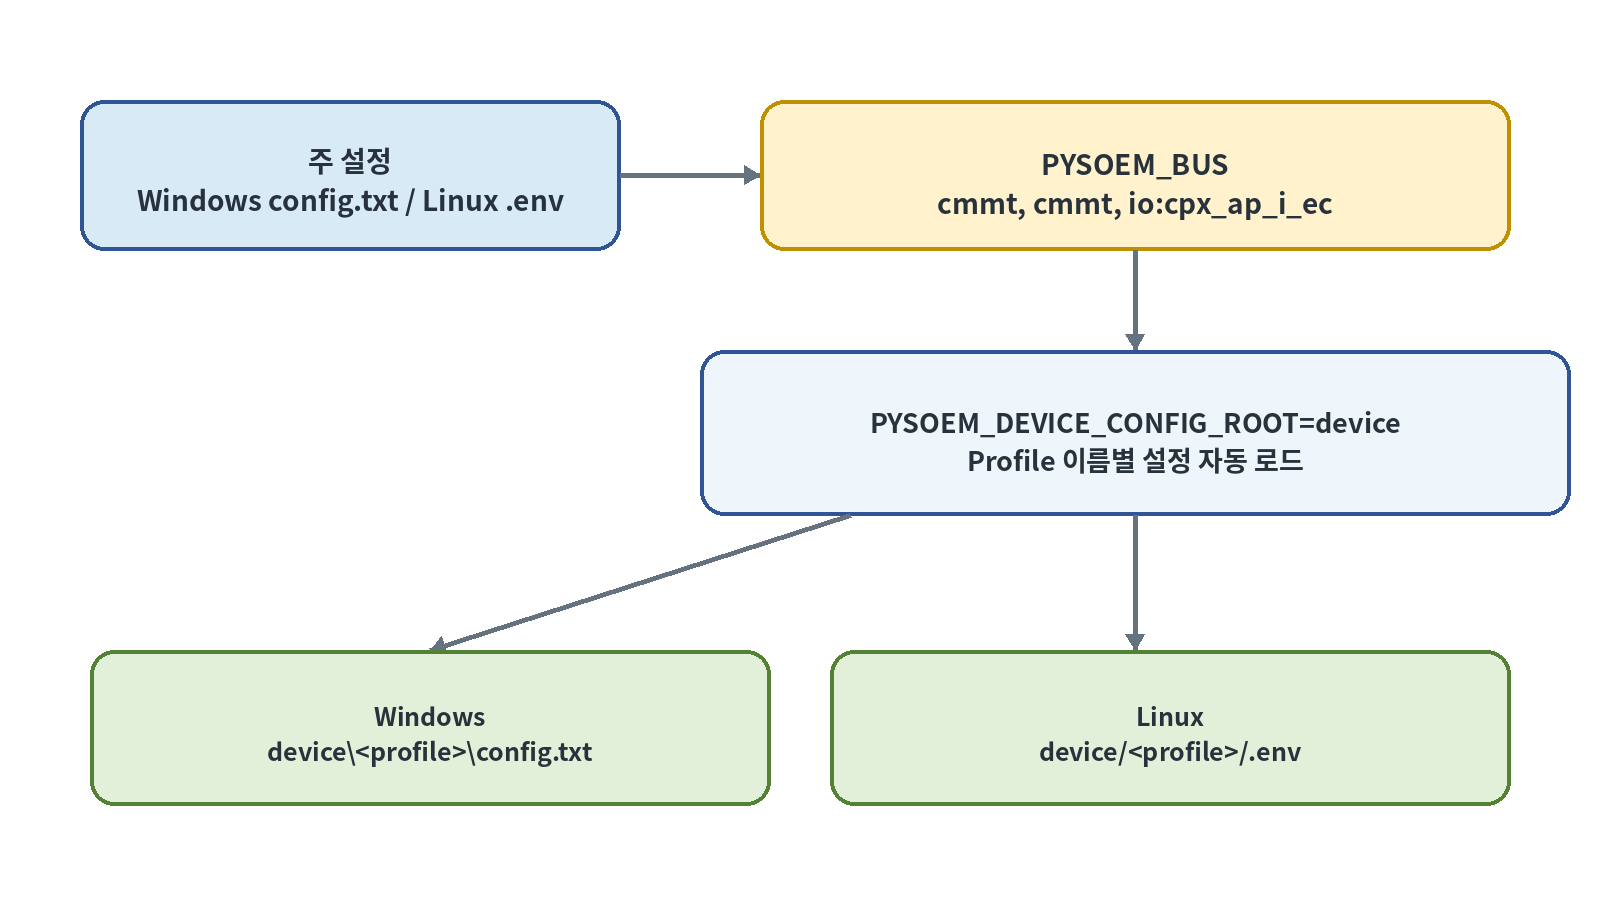 주 설정
Windows config.txt / Linux .env
PYSOEM_BUS
cmmt, cmmt, io:cpx_ap_i_ec
PYSOEM_DEVICE_CONFIG_ROOT=device
Profile 이름별 설정 자동 로드
Windows
device\<profile>\config.txt
Linux
device/<profile>/.env